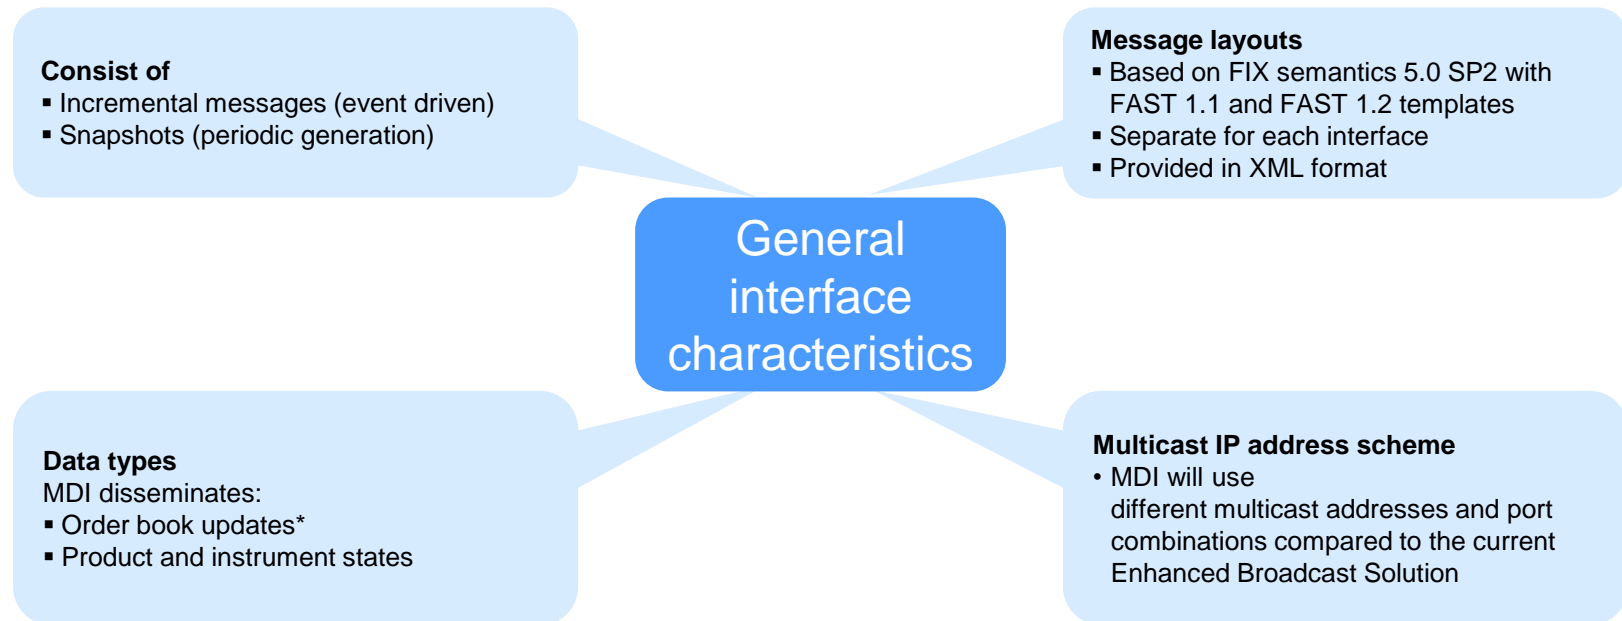 Consist of
▪ Incremental messages (event driven)
▪ Snapshots (periodic generation)
Message layouts
▪ Based on FIX semantics 5.0 SP2 with
FAST 1.1 and FAST 1.2 templates
▪ Separate for each interface
▪ Provided in XML format
General
interface
characteristics
Data types
MDI disseminates:
▪ Order book updates*
▪ Product and instrument states
Multicast IP address scheme
• MDI will use
different multicast addresses and port
combinations compared to the current
Enhanced Broadcast Solution